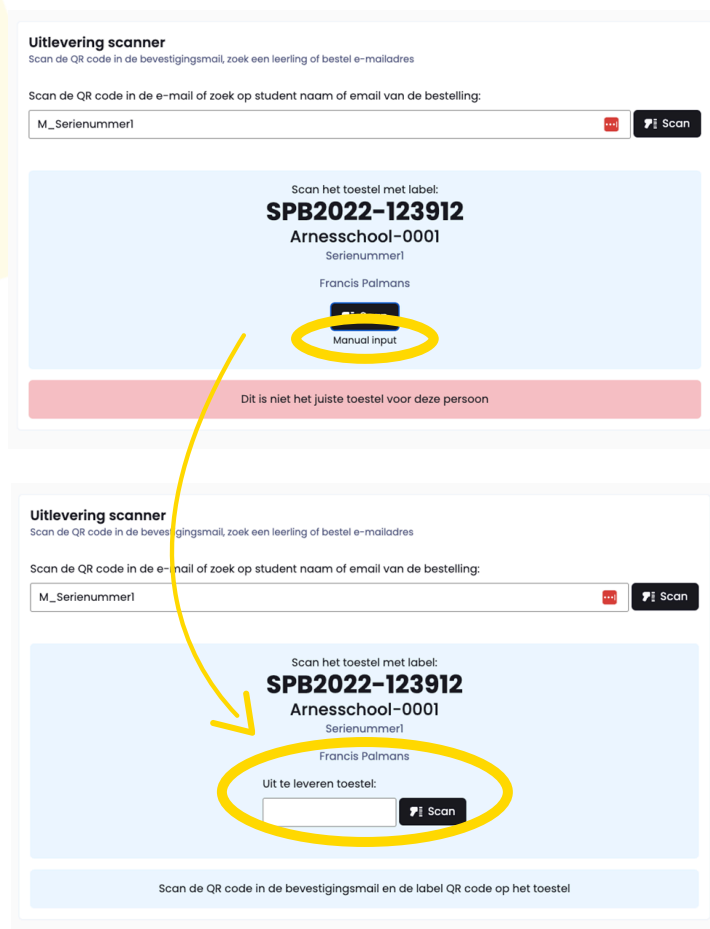 Uitlevering scanner
Scan de QR code in de bevestigingsmail, zoek een leerling of bestel e-mailadres
Scan de QR code in de e-mail of zoek op student naam of email van de bestelling:
M_Serienummer1
Scan
Scan het toestel met label:
SPB2022-123912
Arnesschool-0001
Serienummer1
Francis Palmans
Manual input
Dit is niet het juiste toestel voor deze persoon
Uitlevering scanner
Scan de QR code in de bevestigingsmail, zoek een leerling of bestel e-mailadres
Scan de QR code in de e-mail of zoek op student naam of email van de bestelling:
M_Serienummer1
Scan
Scan het toestel met label:
SPB2022-123912
Arnesschool-0001
Serienummer1
Francis Palmans
Uit te leveren toestel:
Scan
Scan de QR code in de bevestigingsmail en de label QR code op het toestel